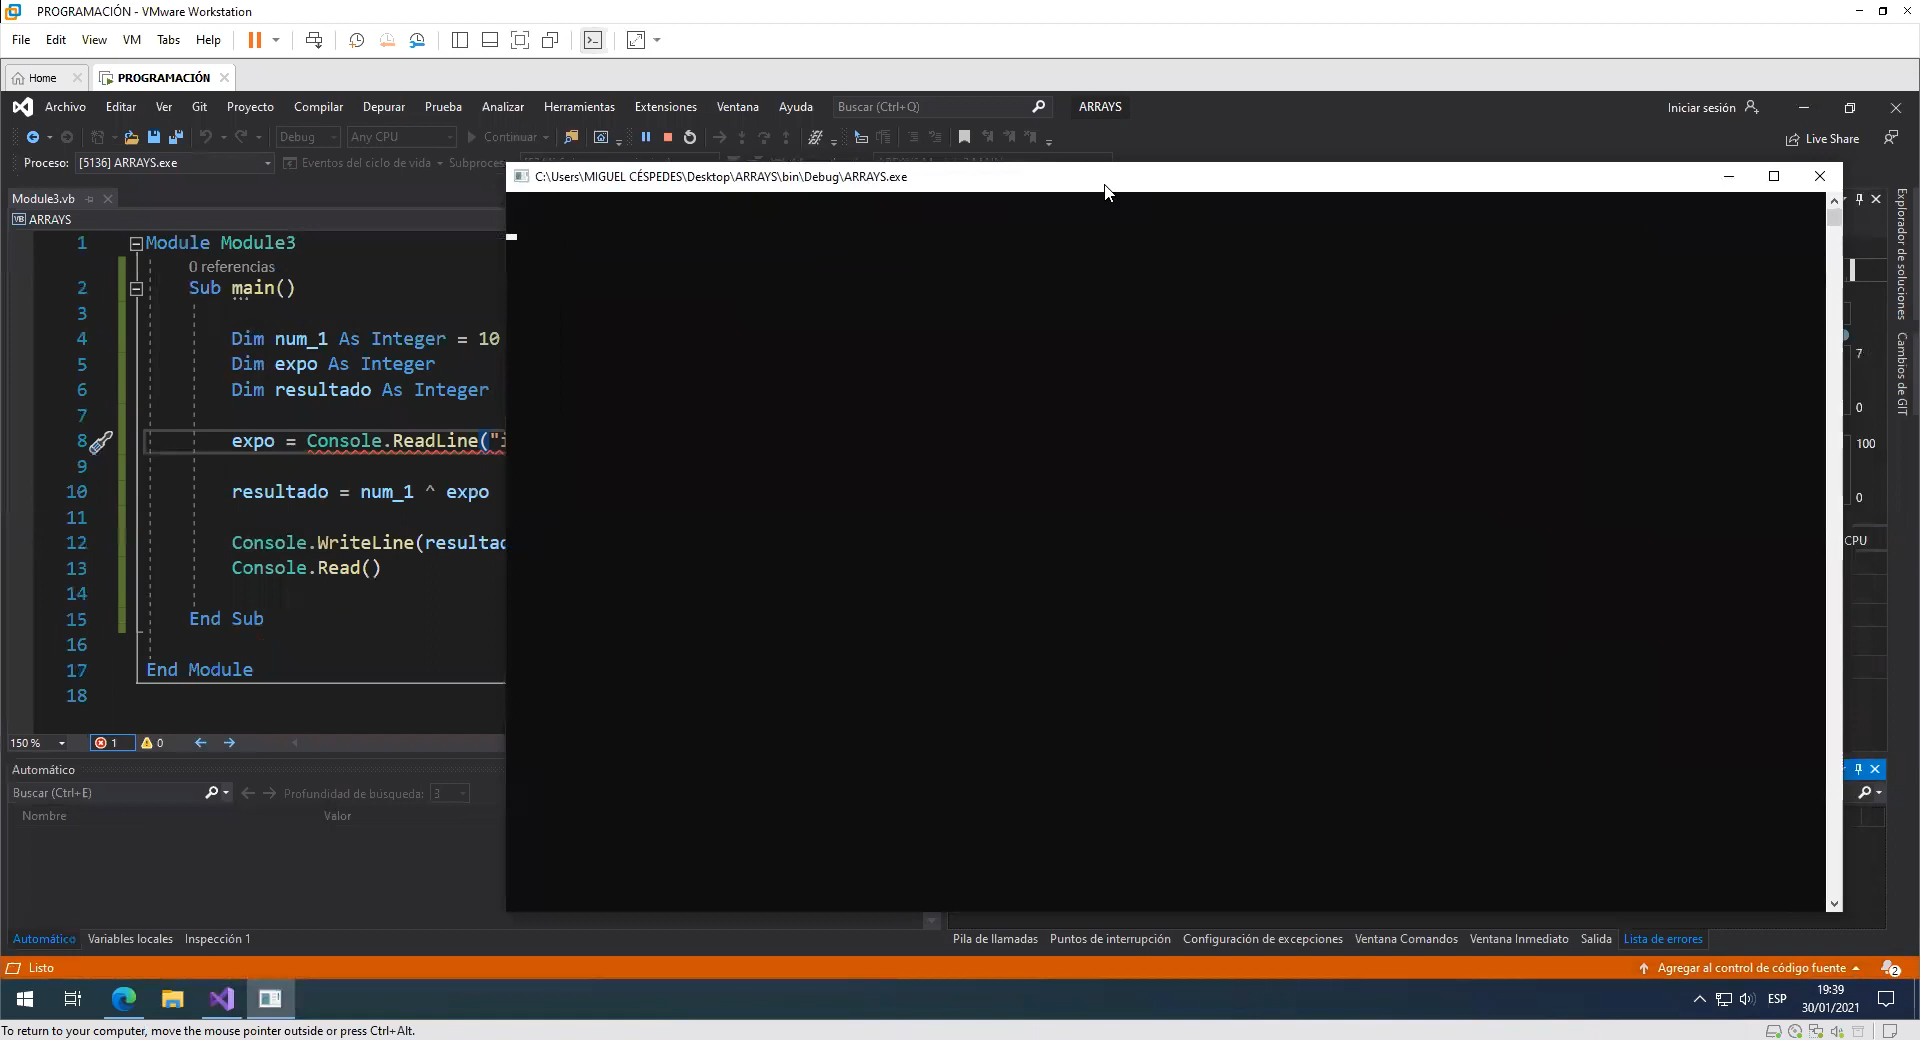 PROGRAMACIÓN - VMware Workstation
File Edit View VM Tabs Help
Home PROGRAMACIÓN
Archivo Editar Ver Git Proyecto Compilar Depurar Prueba Analizar Herramientas Extensiones Ventana Ayuda Buscar (Ctrl+Q) ARRAYS Iniciar sesión
Debug Any CPU Continuar Live Share
Proceso: [5136] ARRAYS.exe Eventos del ciclo de vida Subproces
C:\Users\MIGUEL CÉSPEDES\Desktop\ARRAYS\bin\Debug\ARRAYS.exe
Module3.vb
VB ARRAYS
1 Module Module3
0 referencias
2 Sub main()
3
4 Dim num_1 As Integer = 10
5 Dim expo As Integer
6 Dim resultado As Integer
7
8 expo = Console.ReadLine("i
9
10 resultado = num_1 ^ expo
11
12 Console.WriteLine(resultad
13 Console.Read()
14
15 End Sub
16
17 End Module
18
Explorador de soluciones
Cambios de GIT
7
0
100
0
CPU
150 % 1 0
Automático
Buscar (Ctrl+E) Profundidad de búsqueda: 3
Nombre Valor
Automático Variables locales Inspección 1
Pila de llamadas Puntos de interrupción Configuración de excepciones Ventana Comandos Ventana Inmediato Salida Lista de errores
Listo Agregar al control de código fuente 2
ESP 19:39
30/01/2021
To return to your computer, move the mouse pointer outside or press Ctrl+Alt.